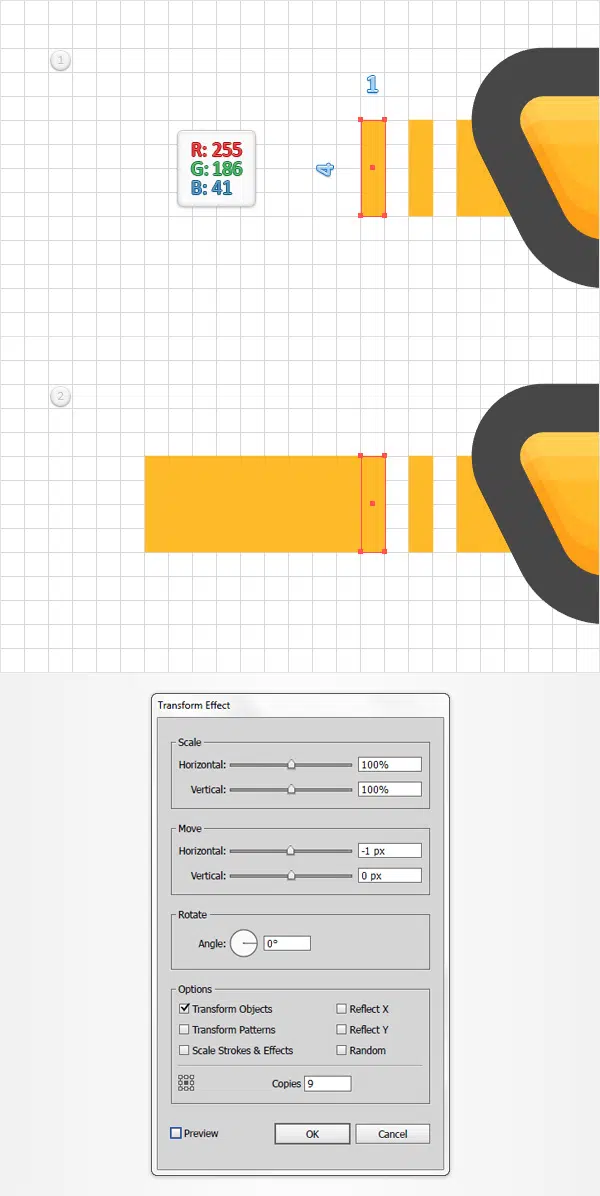 1
1
R: 255
G: 186
B: 41
4
2
Transform Effect
Scale
Horizontal: 100%
Vertical: 100%
Move
Horizontal: -1 px
Vertical: 0 px
Rotate
Angle: 0°
Options
Transform Objects Reflect X
Transform Patterns Reflect Y
Scale Strokes & Effects Random
Copies 9
Preview OK Cancel